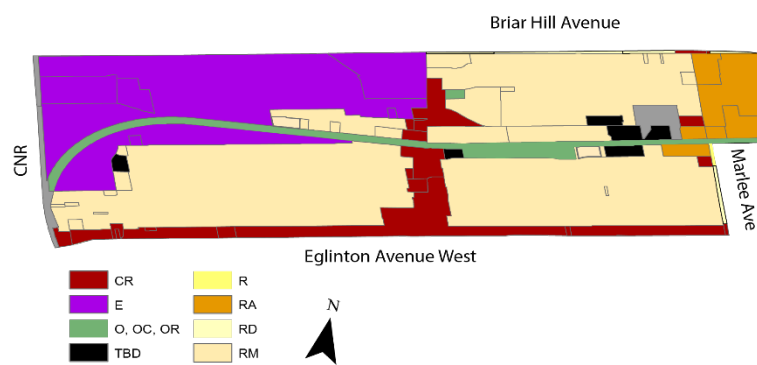 Briar Hill Avenue
CNR
Marlee Ave
Eglinton Avenue West
CR
E
O, OC, OR
TBD
R
RA
RD
RM
N